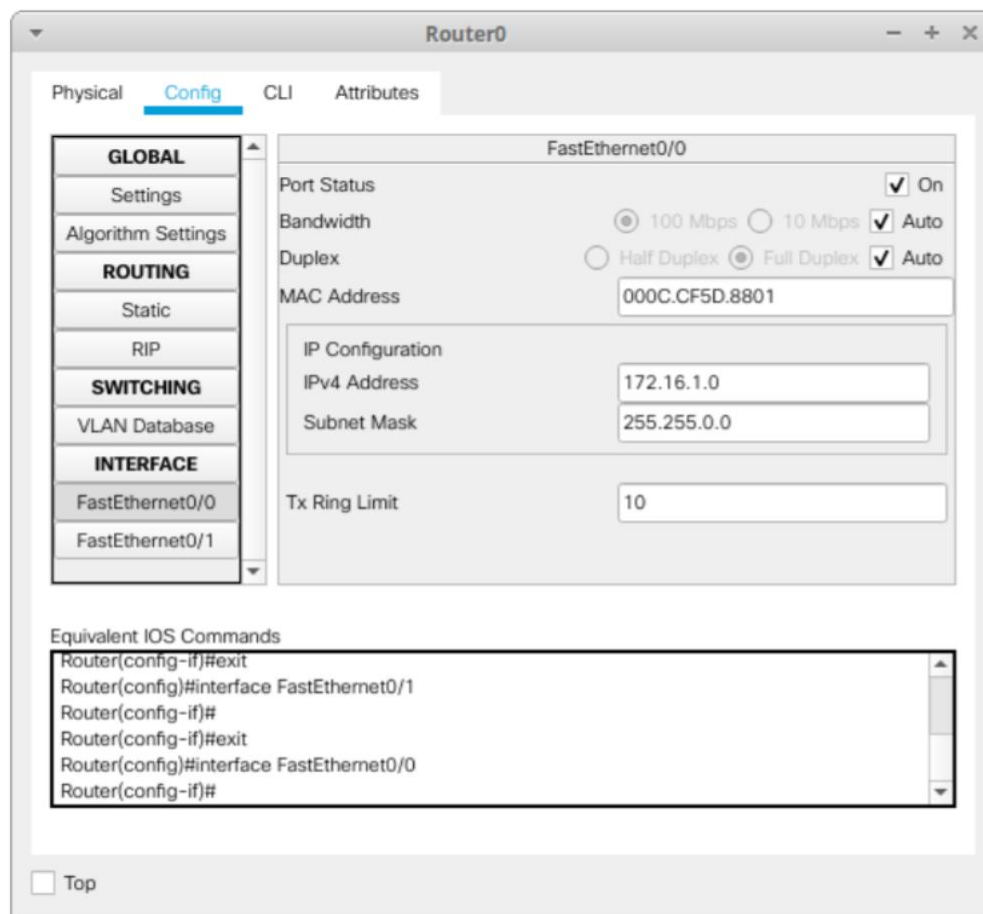 Router0
Physical Config CLI Attributes
GLOBAL
Settings
Algorithm Settings
ROUTING
Static
RIP
SWITCHING
VLAN Database
INTERFACE
FastEthernet0/0
FastEthernet0/1
FastEthernet0/0
Port Status On
Bandwidth 100 Mbps 10 Mbps Auto
Duplex Half Duplex Full Duplex Auto
MAC Address 000C.CF5D.8801
IP Configuration
IPv4 Address 172.16.1.0
Subnet Mask 255.255.0.0
Tx Ring Limit 10
Equivalent IOS Commands
Router(config-if)#exit
Router(config)#interface FastEthernet0/1
Router(config-if)#
Router(config-if)#exit
Router(config)#interface FastEthernet0/0
Router(config-if)#
Top